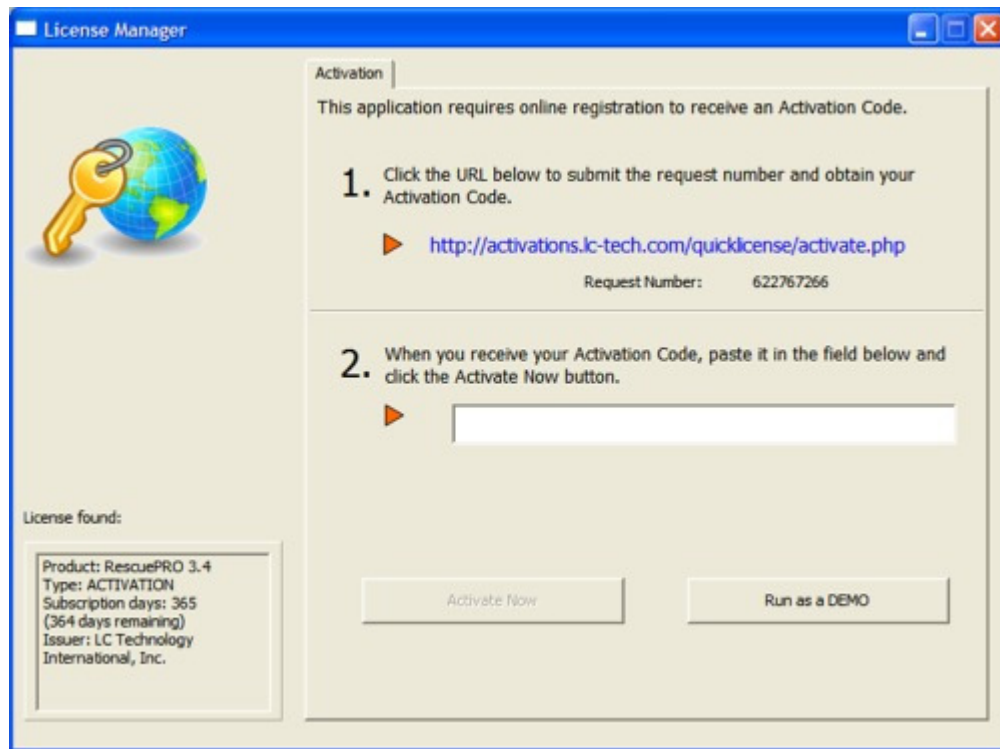 License Manager
Activation
This application requires online registration to receive an Activation Code.
1. Click the URL below to submit the request number and obtain your
Activation Code.
http://activations.lc-tech.com/quicklicense/activate.php
Request Number: 622767266
2. When you receive your Activation Code, paste it in the field below and
click the Activate Now button.
License found:
Product: RescuePRO 3.4
Type: ACTIVATION
Subscription days: 365
(364 days remaining)
Issuer: LC Technology
International, Inc.
Activate Now
Run as a DEMO